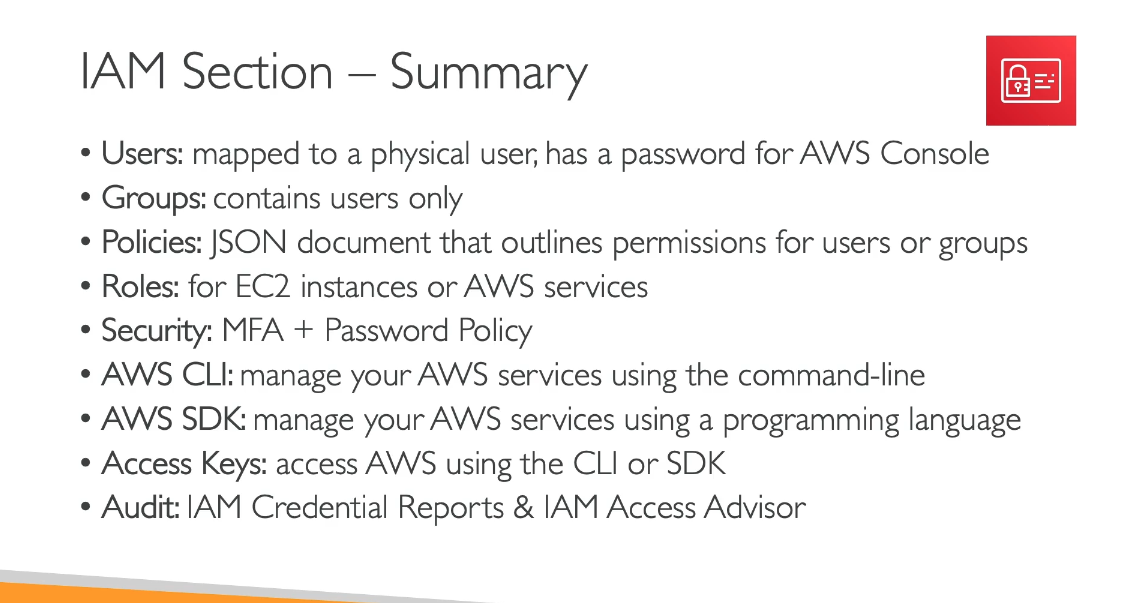 IAM Section – Summary
• Users: mapped to a physical user, has a password for AWS Console
• Groups: contains users only
• Policies: JSON document that outlines permissions for users or groups
• Roles: for EC2 instances or AWS services
• Security: MFA + Password Policy
• AWS CLI: manage your AWS services using the command-line
• AWS SDK: manage your AWS services using a programming language
• Access Keys: access AWS using the CLI or SDK
• Audit: IAM Credential Reports & IAM Access Advisor